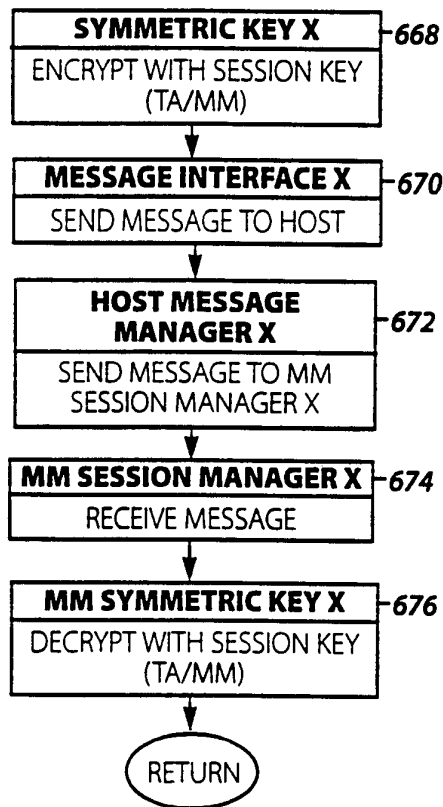 SYMMETRIC KEY X
668
ENCRYPT WITH SESSION KEY
(TA/MM)
MESSAGE INTERFACE X
670
SEND MESSAGE TO HOST
HOST MESSAGE
MANAGER X
672
SEND MESSAGE TO MM
SESSION MANAGER X
MM SESSION MANAGER X
674
RECEIVE MESSAGE
MM SYMMETRIC KEY X
676
DECRYPT WITH SESSION KEY
(TA/MM)
RETURN